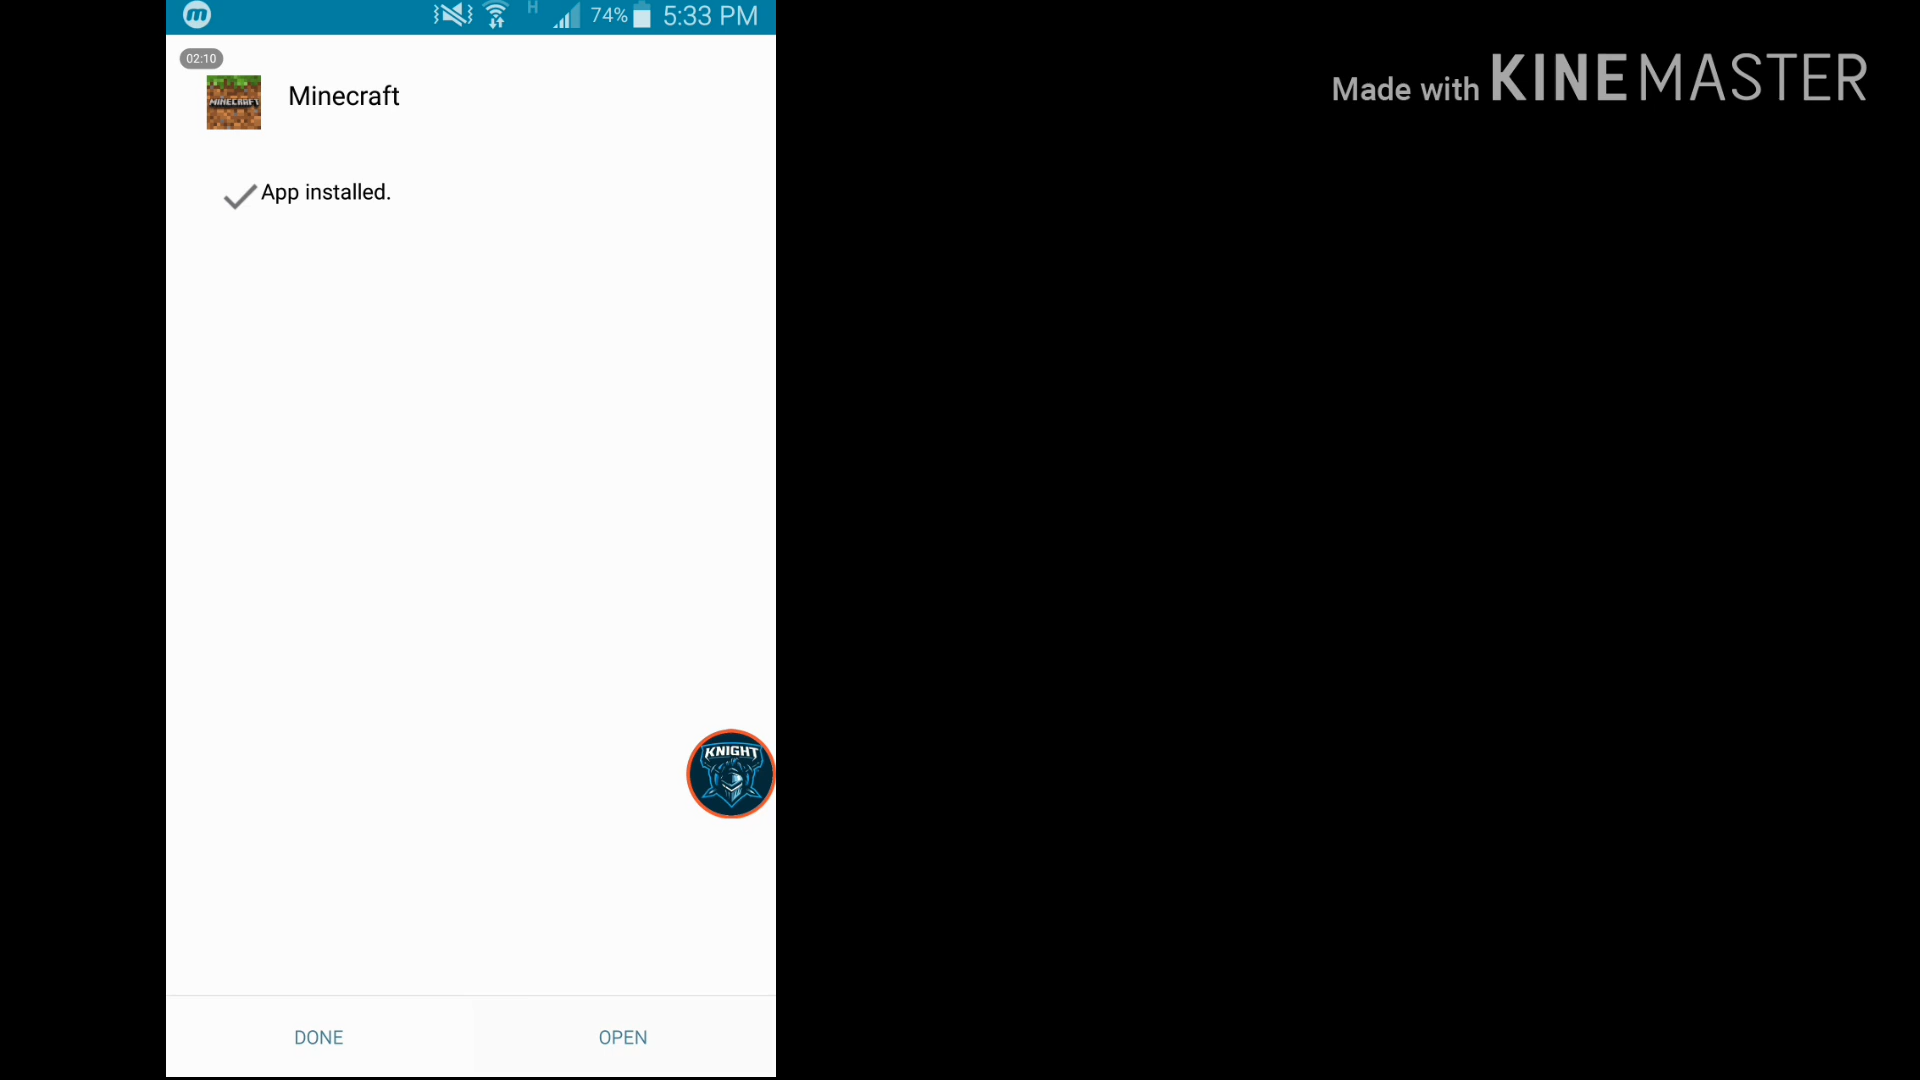 H 74% 5:33 PM
02:10
MINECRAFT
Minecraft
App installed.
KNIGHT
DONE
OPEN
Made with KINEMASTER